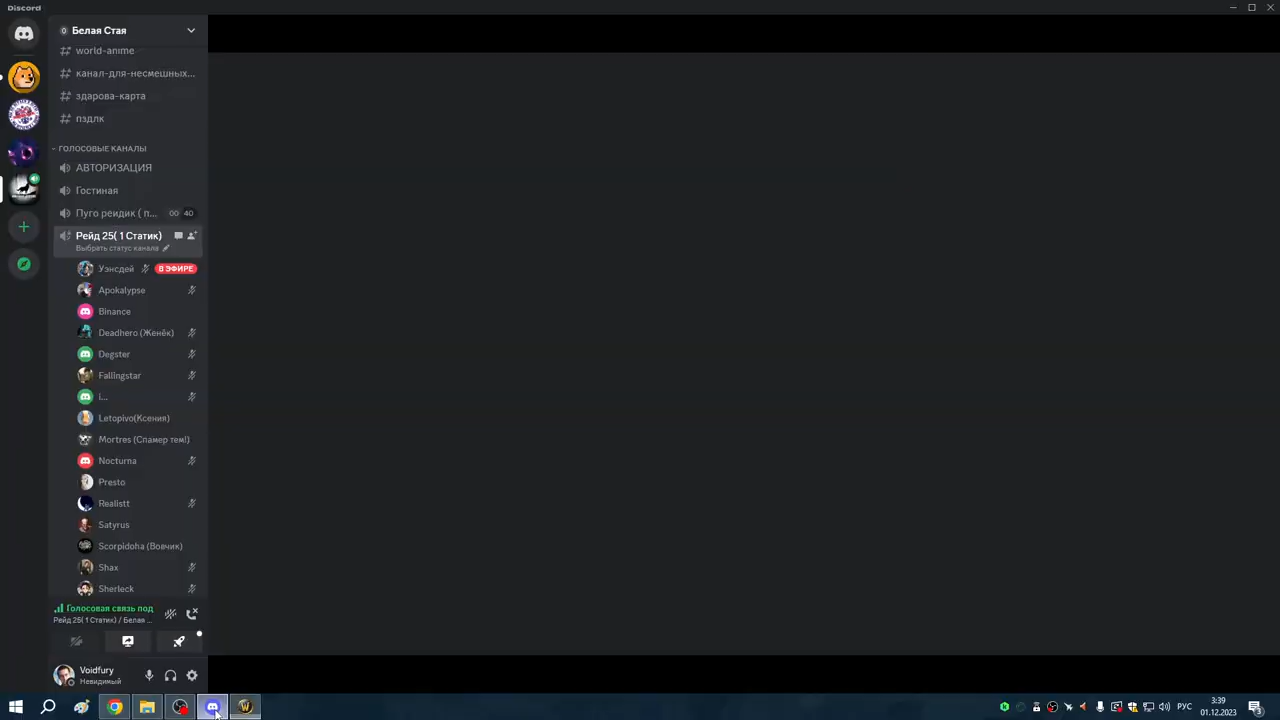 Discord
Белая Стая
world-anime
канал-для-несмешных...
здарова-карта
пздлк
ГОЛОСОВЫЕ КАНАЛЫ
АВТОРИЗАЦИЯ
Гостиная
Пуго рейдик ( п... 00 40
Рейд 25( 1 Статик)
Выбрать статус канала
Уэнсдей В ЭФИРЕ
Apokalypse
Binance
Deadhero (Женёк)
Degster
Fallingstar
i...
Letopivo(Ксения)
Mortres (Спамер тем!)
Nocturna
Presto
Realistt
Satyrus
Scorpidoha (Вовчик)
Shax
Sherleck
Голосовая связь под
Рейд 25( 1 Статик) / Белая ...
Voidfury
Невидимый
РУС
3:39
01.12.2023
3